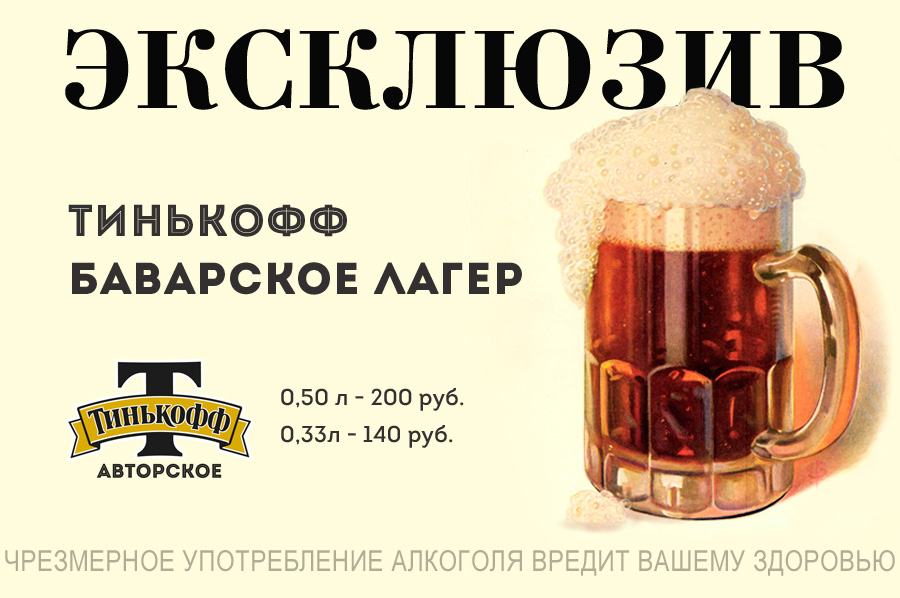 ЭКСКЛЮЗИВ
ТИНЬКОФФ
БАВАРСКОЕ ЛАГЕР
Т
Тинькофф
АВТОРСКОЕ
0,50 л - 200 руб.
0,33л - 140 руб.
ЧРЕЗМЕРНОЕ УПОТРЕБЛЕНИЕ АЛКОГОЛЯ ВРЕДИТ ВАШЕМУ ЗДОРОВЬЮ